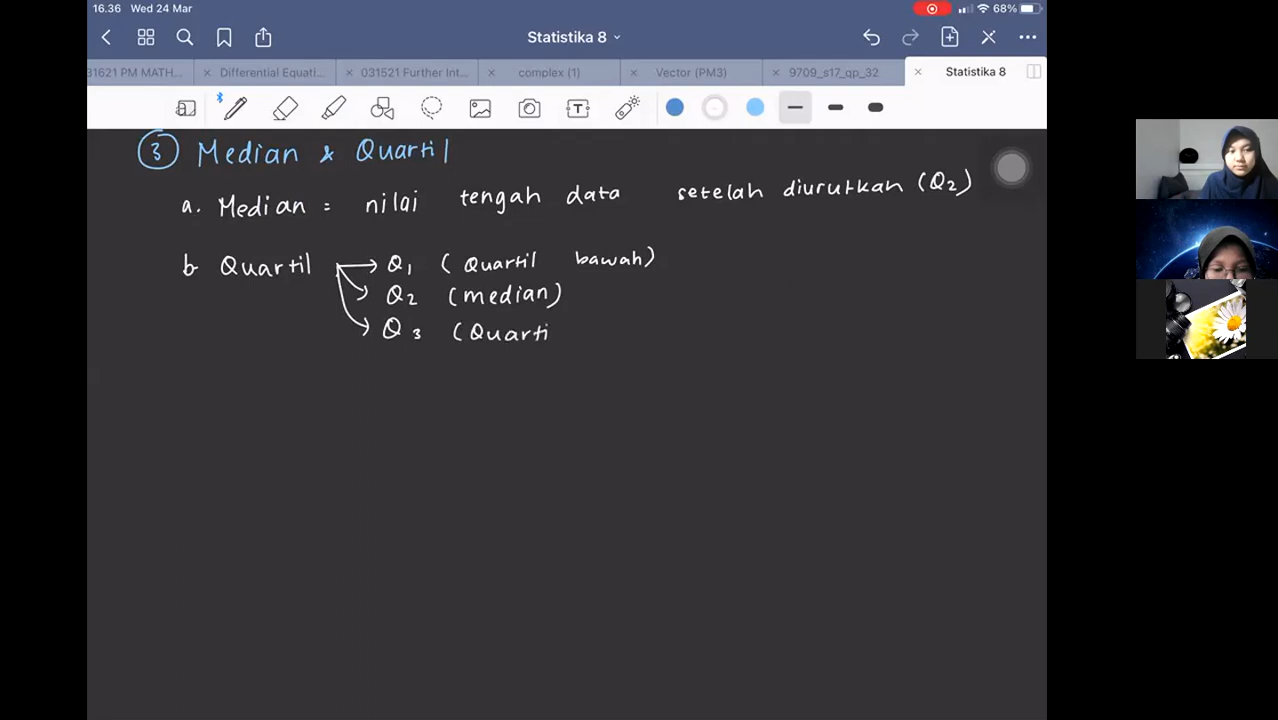 16.36 Wed 24 Mar
68%
Statistika 8
31621 PM MATH...
Differential Equati...
031521 Further Int...
complex (1)
Vector (PM3)
9709_s17_qp_32
Statistika 8
T
3 Median & Quartil
a. Median = nilai tengah data setelah diurutkan (Q2)
b Quartil → Q1 (Quartil bawah)
Q2 (median)
Q3 (Quarti